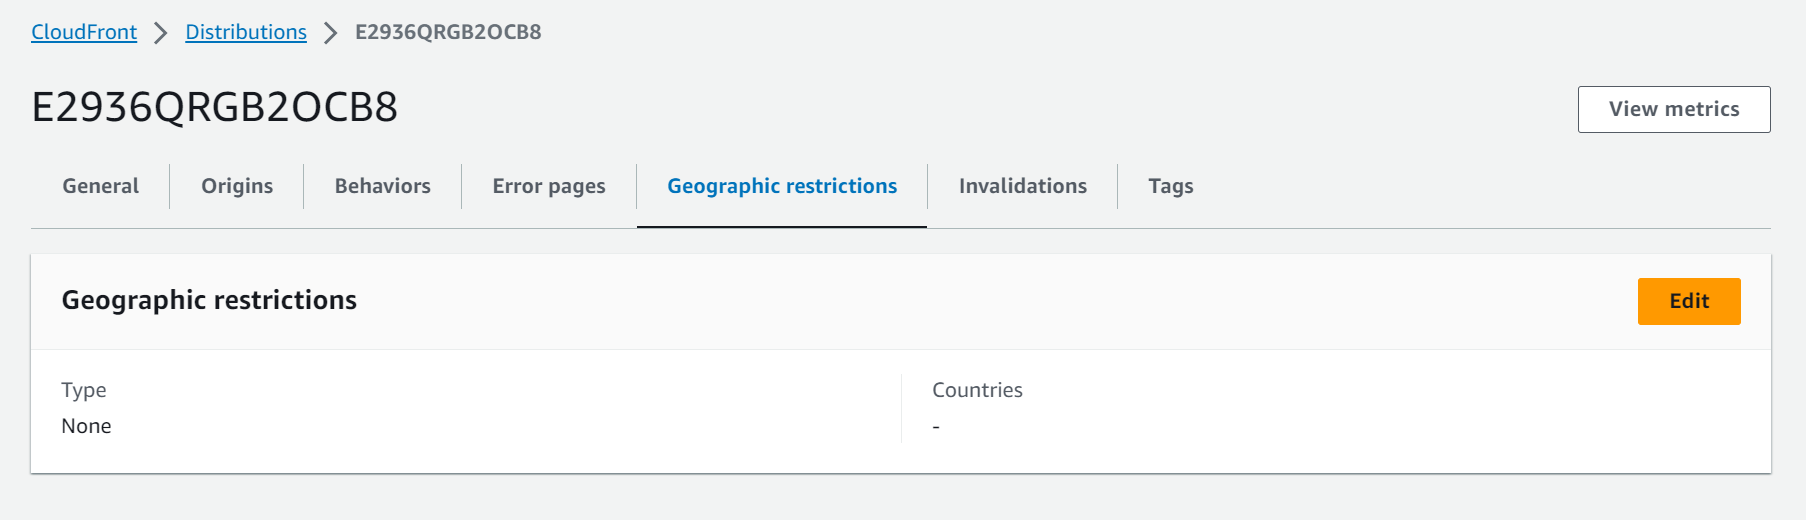 CloudFront Distributions E2936QRGB2OCB8
E2936QRGB2OCB8
View metrics
General Origins Behaviors Error pages Geographic restrictions Invalidations Tags
Geographic restrictions
Edit
Type
None
Countries
-